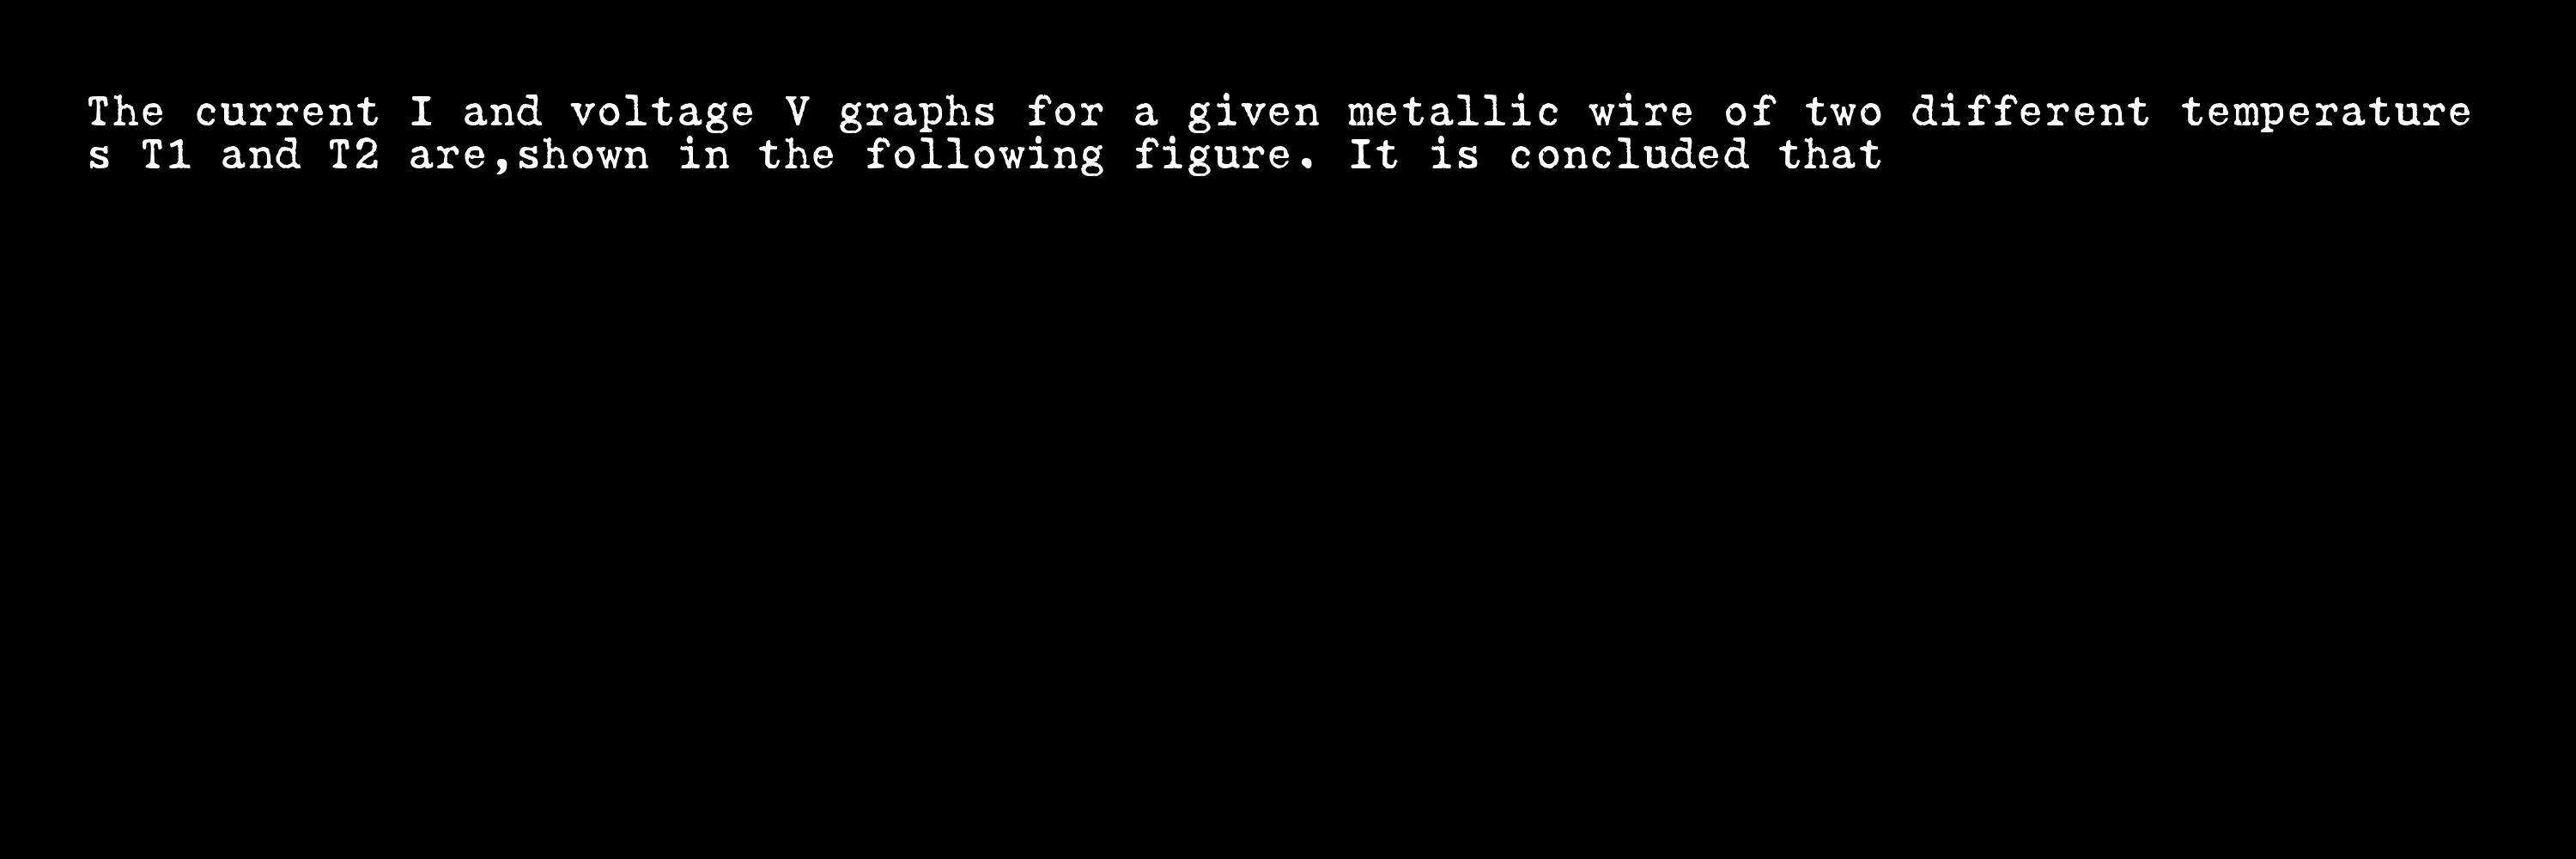 The current I and voltage V graphs for a given metallic wire of two different temperature
s T1 and T2 are,shown in the following figure. It is concluded that